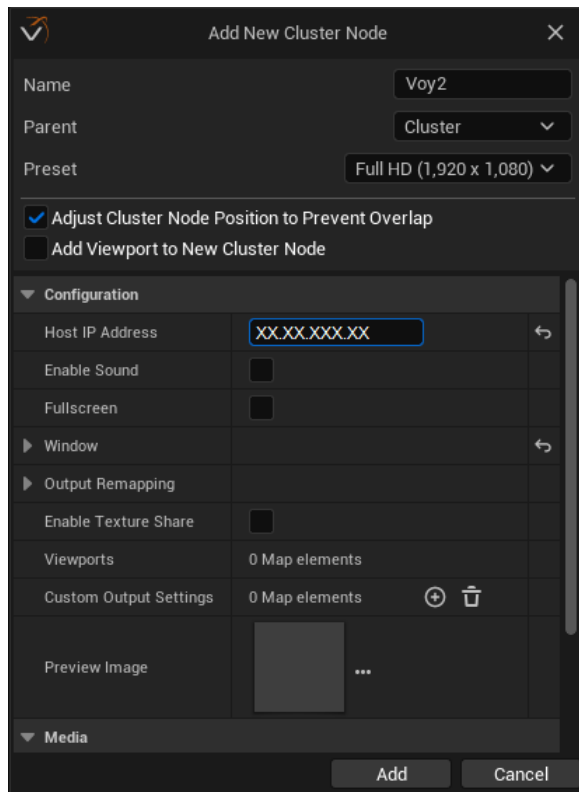 Add New Cluster Node
Name Voy2
Parent Cluster
Preset Full HD (1,920 x 1,080)
Adjust Cluster Node Position to Prevent Overlap
Add Viewport to New Cluster Node
Configuration
Host IP Address XX.XX.XXX.XX
Enable Sound
Fullscreen
Window
Output Remapping
Enable Texture Share
Viewports 0 Map elements
Custom Output Settings 0 Map elements
Preview Image
Media
Add Cancel